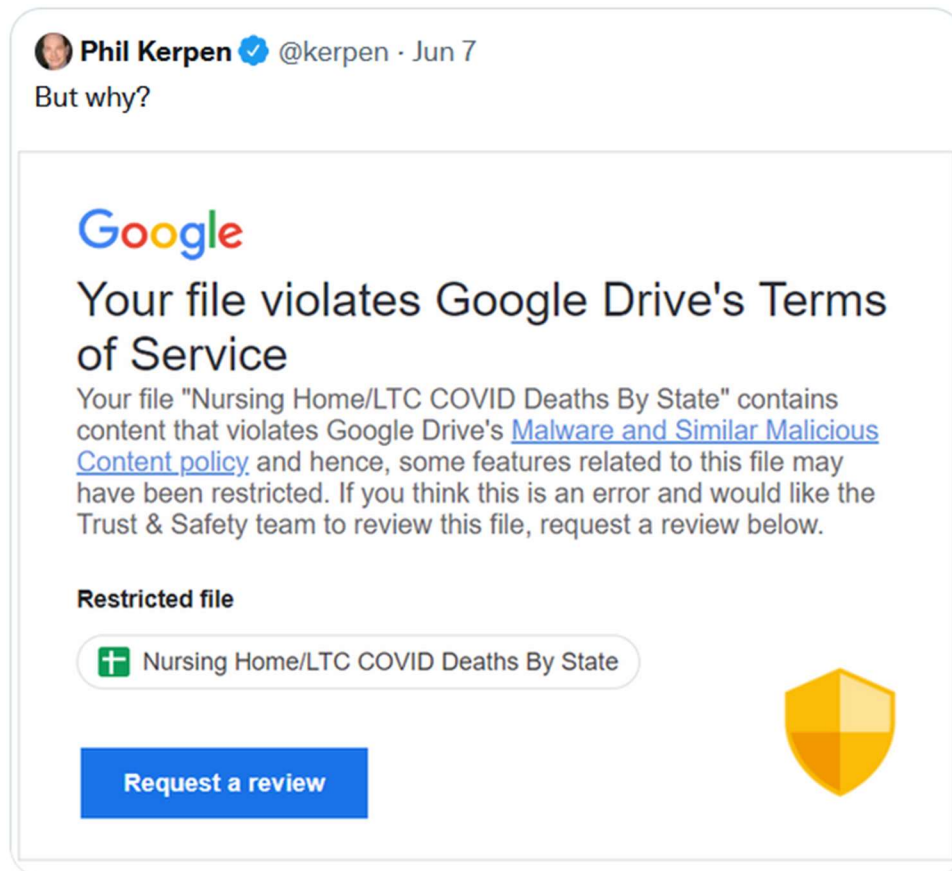 Phil Kerpen @kerpen · Jun 7
But why?
Google
Your file violates Google Drive's Terms
of Service
Your file "Nursing Home/LTC COVID Deaths By State" contains
content that violates Google Drive's Malware and Similar Malicious
Content policy and hence, some features related to this file may
have been restricted. If you think this is an error and would like the
Trust & Safety team to review this file, request a review below.
Restricted file
Nursing Home/LTC COVID Deaths By State
Request a review